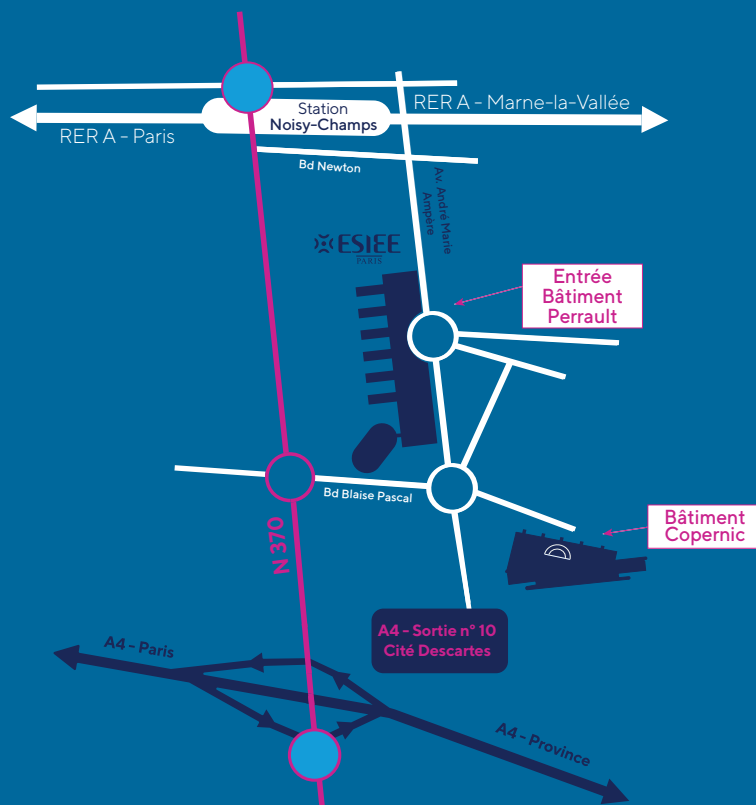 Station
Noisy-Champs
RER A - Marne-la-Vallée
RER A - Paris
Bd Newton
Av. André Marie
Ampère
ESIEE
PARIS
Entrée
Bâtiment
Perrault
Bd Blaise Pascal
N 370
Bâtiment
Copernic
A4 - Sortie n° 10
Cité Descartes
A4 - Paris
A4 - Province